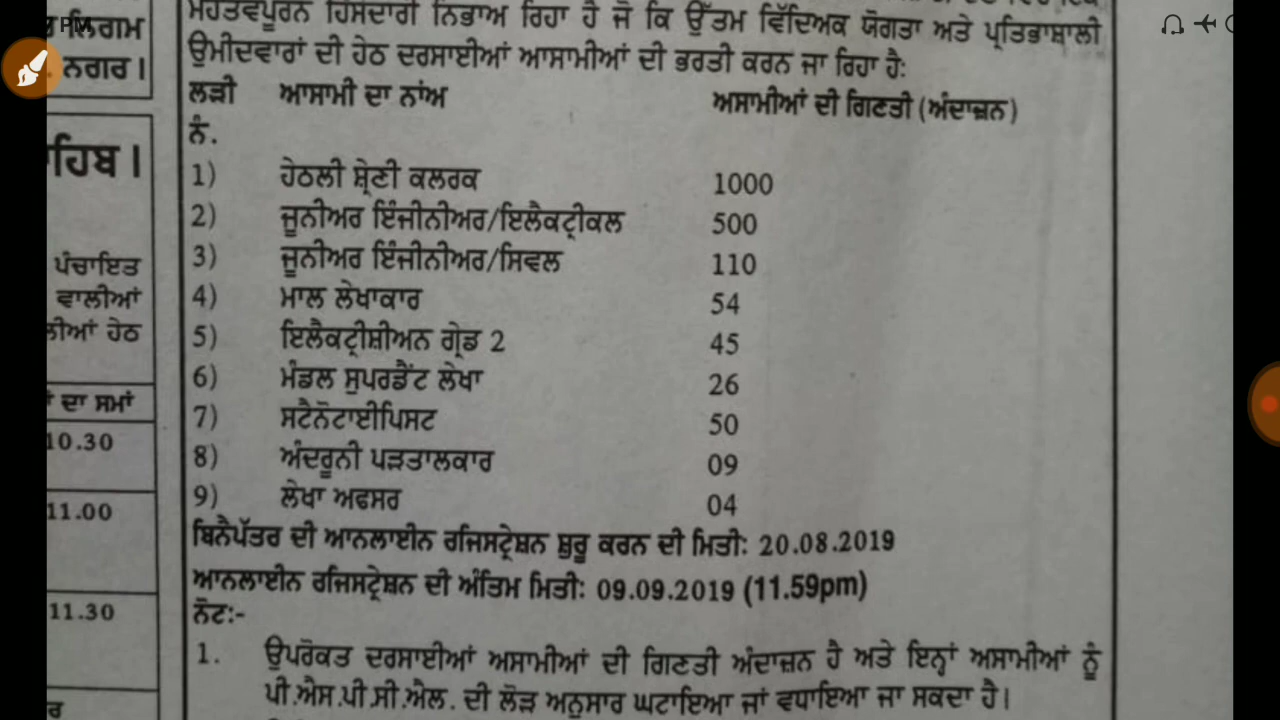 ਨਿਗਮ
ਨਗਰ।
ਹਿਬ।
ਪੰਚਾਇਤ
ਵਾਲੀਆਂ
ਹੇਠ
ਦਾ ਸਮਾਂ
10.30
11.00
11.30
ਮਹੱਤਵਪੂਰਨ ਹਿੱਸੇਦਾਰੀ ਨਿਭਾਅ ਰਿਹਾ ਹੈ ਜੋ ਕਿ ਉੱਤਮ ਵਿੱਦਿਅਕ ਯੋਗਤਾ ਅਤੇ ਪ੍ਰਤਿਭਾਸ਼ਾਲੀ
ਉਮੀਦਵਾਰਾਂ ਦੀ ਹੇਠ ਦਰਸਾਈਆਂ ਆਸਾਮੀਆਂ ਦੀ ਭਰਤੀ ਕਰਨ ਜਾ ਰਿਹਾ ਹੈ:
ਲੜੀ ਆਸਾਮੀ ਦਾ ਨਾਂਅ ਅਸਾਮੀਆਂ ਦੀ ਗਿਣਤੀ (ਅੰਦਾਜ਼ਨ)
ਨੰ.
1) ਹੇਠਲੀ ਸ਼੍ਰੇਣੀ ਕਲਰਕ 1000
2) ਜੂਨੀਅਰ ਇੰਜੀਨੀਅਰ/ਇਲੈਕਟ੍ਰੀਕਲ 500
3) ਜੂਨੀਅਰ ਇੰਜੀਨੀਅਰ/ਸਿਵਲ 110
4) ਮਾਲ ਲੇਖਾਕਾਰ 54
5) ਇਲੈਕਟ੍ਰੀਸ਼ੀਅਨ ਗ੍ਰੇਡ 2 45
6) ਮੰਡਲ ਸੁਪਰਡੈਂਟ ਲੇਖਾ 26
7) ਸਟੈਨੋਟਾਈਪਿਸਟ 50
8) ਅੰਦਰੂਨੀ ਪੜਤਾਲਕਾਰ 09
9) ਲੇਖਾ ਅਫਸਰ 04
ਬਿਨੈਪੱਤਰ ਦੀ ਆਨਲਾਈਨ ਰਜਿਸਟ੍ਰੇਸ਼ਨ ਸ਼ੁਰੂ ਕਰਨ ਦੀ ਮਿਤੀ: 20.08.2019
ਆਨਲਾਈਨ ਰਜਿਸਟ੍ਰੇਸ਼ਨ ਦੀ ਅੰਤਿਮ ਮਿਤੀ: 09.09.2019 (11.59pm)
ਨੋਟ:-
1. ਉਪਰੋਕਤ ਦਰਸਾਈਆਂ ਅਸਾਮੀਆਂ ਦੀ ਗਿਣਤੀ ਅੰਦਾਜ਼ਨ ਹੈ ਅਤੇ ਇਨ੍ਹਾਂ ਅਸਾਮੀਆਂ ਨੂੰ
ਪੀ.ਐਸ.ਪੀ.ਸੀ.ਐਲ. ਦੀ ਲੋੜ ਅਨੁਸਾਰ ਘਟਾਇਆ ਜਾਂ ਵਧਾਇਆ ਜਾ ਸਕਦਾ ਹੈ।